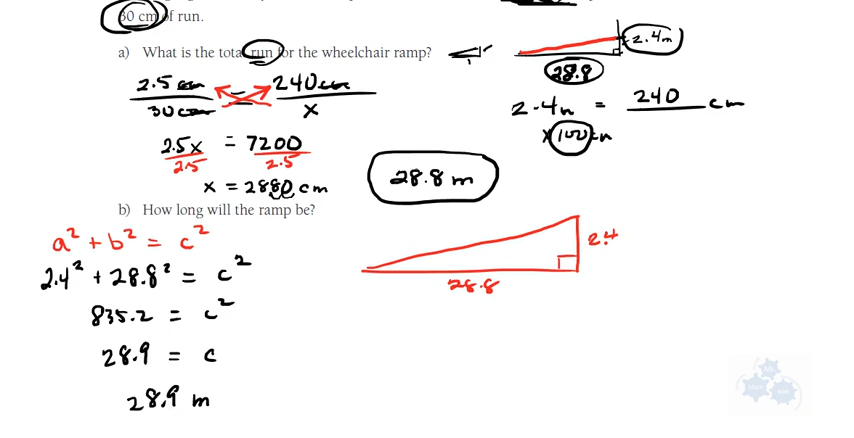 30 cm of run.
a) What is the total run for the wheelchair ramp?
2.4m
28.8
2.5 cm / 30 cm = 240 cm / x
2.4m = 240 cm
x100 cm
2.5x = 7200
2.5 2.5
x = 2880 cm
28.8 m
b) How long will the ramp be?
a² + b² = c²
2.4² + 28.8² = c²
2.4
28.8
835.2 = c²
28.9 = c
28.9 m